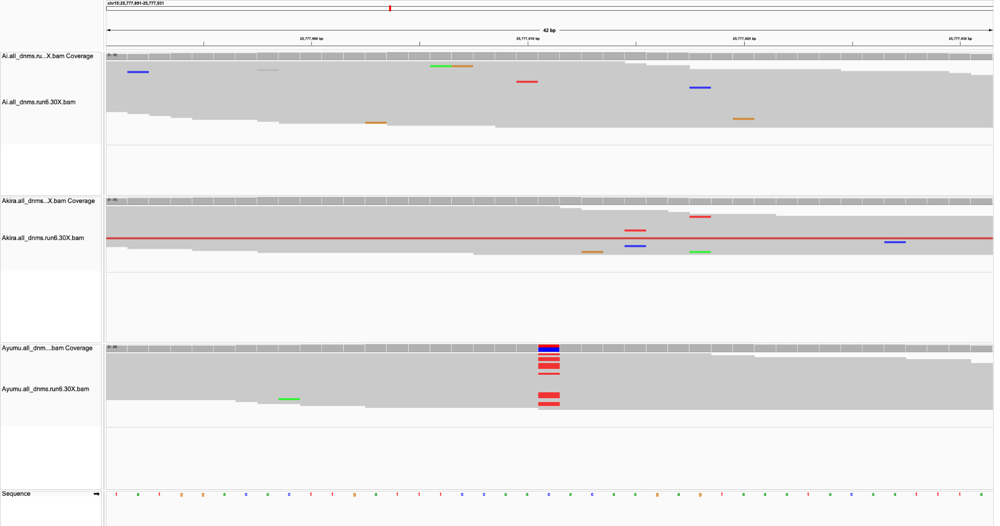 chr15:25,777,891-25,777,931
42 bp
25,777,900 bp 25,777,910 bp 25,777,920 bp 25,777,930 bp
Ai.all_dnms.ru...X.bam Coverage
[0 - 34]
Ai.all_dnms.run6.30X.bam
Akira.all_dnms...X.bam Coverage
[0 - 25]
Akira.all_dnms.run6.30X.bam
Ayumu.all_dnm....bam Coverage
[0 - 29]
Ayumu.all_dnms.run6.30X.bam
Sequence t a t g g a c a c t t g a t t t c c a a c a c a a g a g t a a a t a c a a t t t a